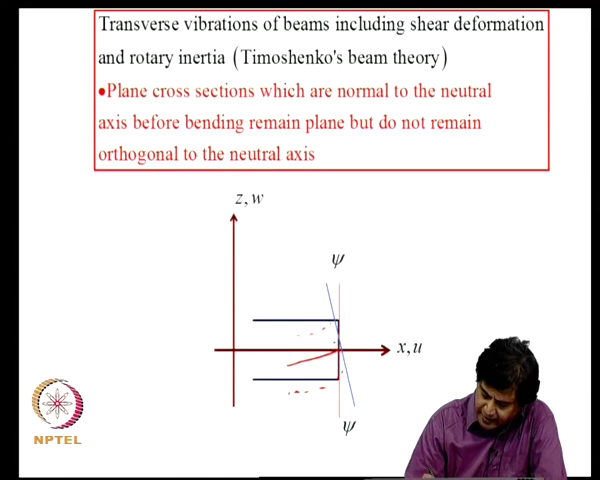 Transverse vibrations of beams including shear deformation
and rotary inertia (Timoshenko's beam theory)
•Plane cross sections which are normal to the neutral
axis before bending remain plane but do not remain
orthogonal to the neutral axis
z, w
ψ
x,u
ψ
NPTEL